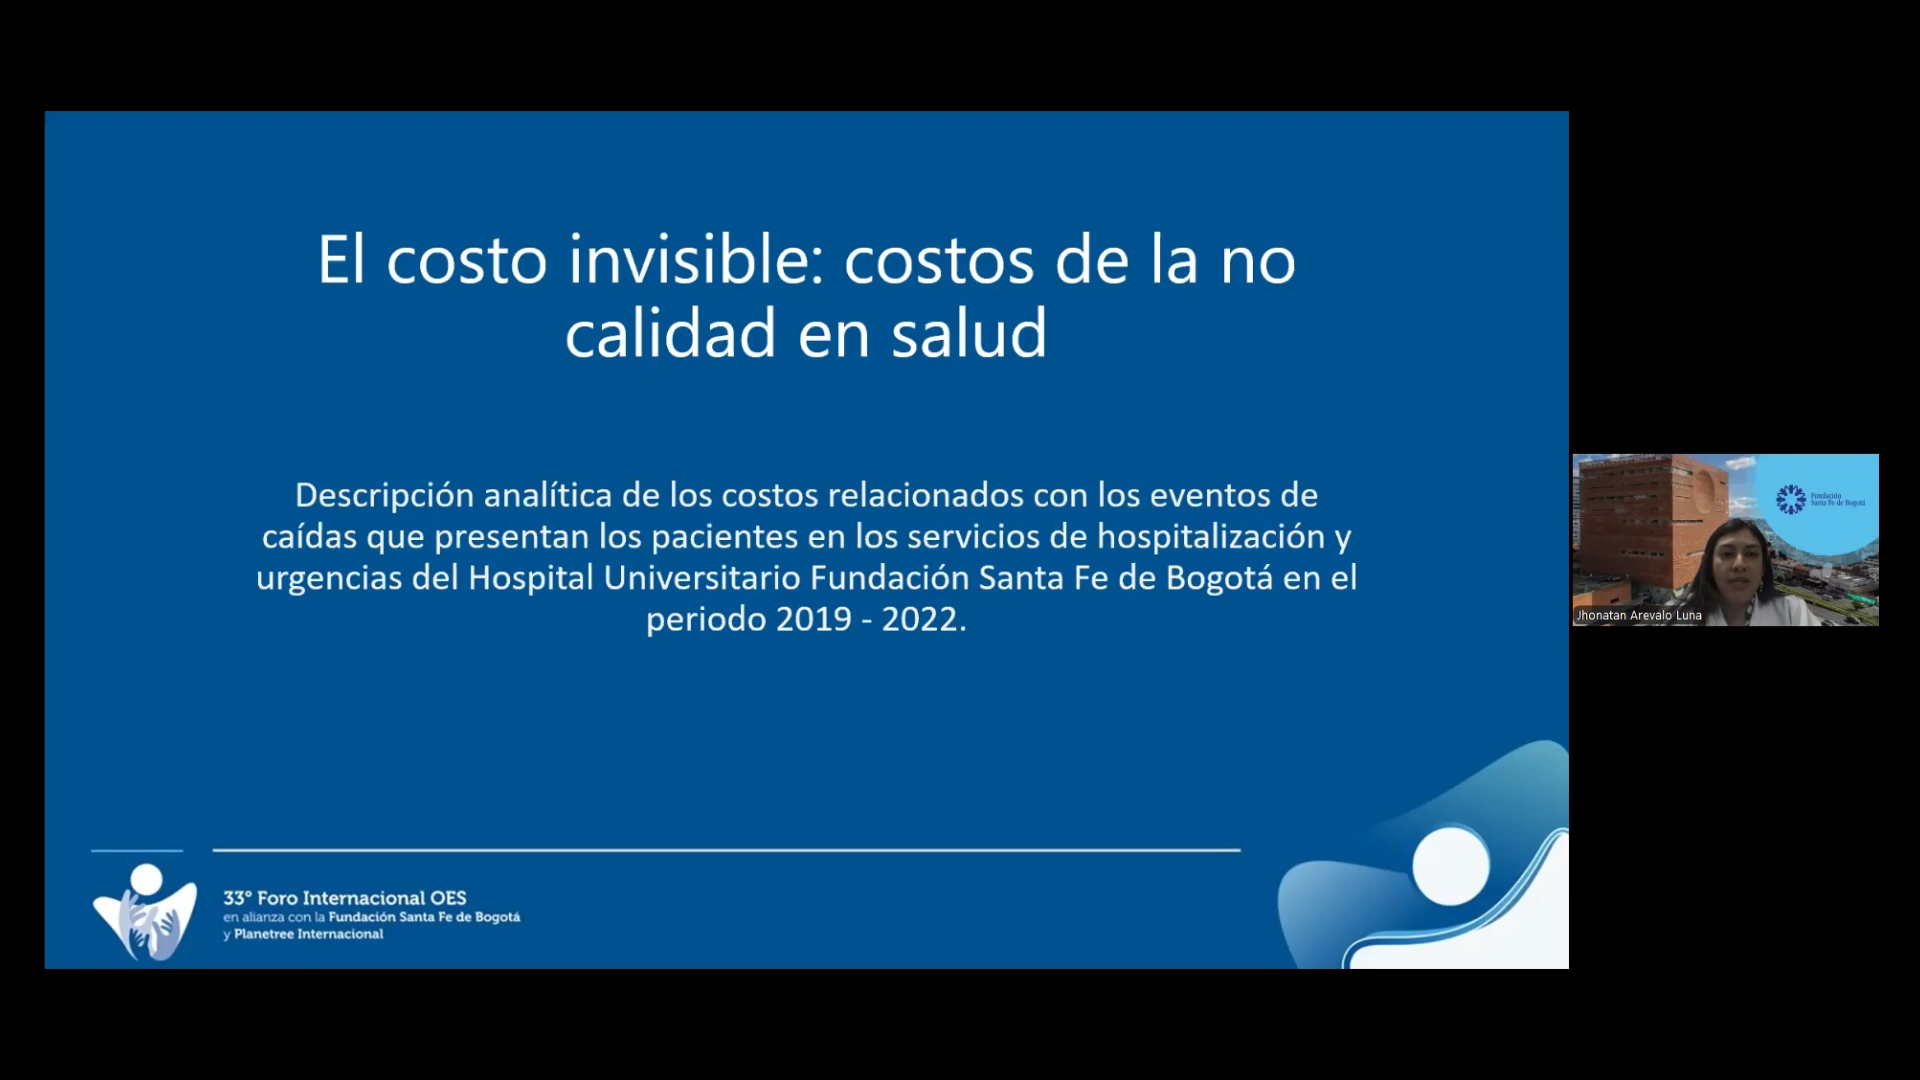 El costo invisible: costos de la no
calidad en salud
Descripción analítica de los costos relacionados con los eventos de
caídas que presentan los pacientes en los servicios de hospitalización y
urgencias del Hospital Universitario Fundación Santa Fe de Bogotá en el
periodo 2019 - 2022.
33° Foro Internacional OES
en alianza con la Fundación Santa Fe de Bogotá
y Planetree Internacional
Fundación
Santa Fe de Bogotá
Jhonatan Arevalo Luna